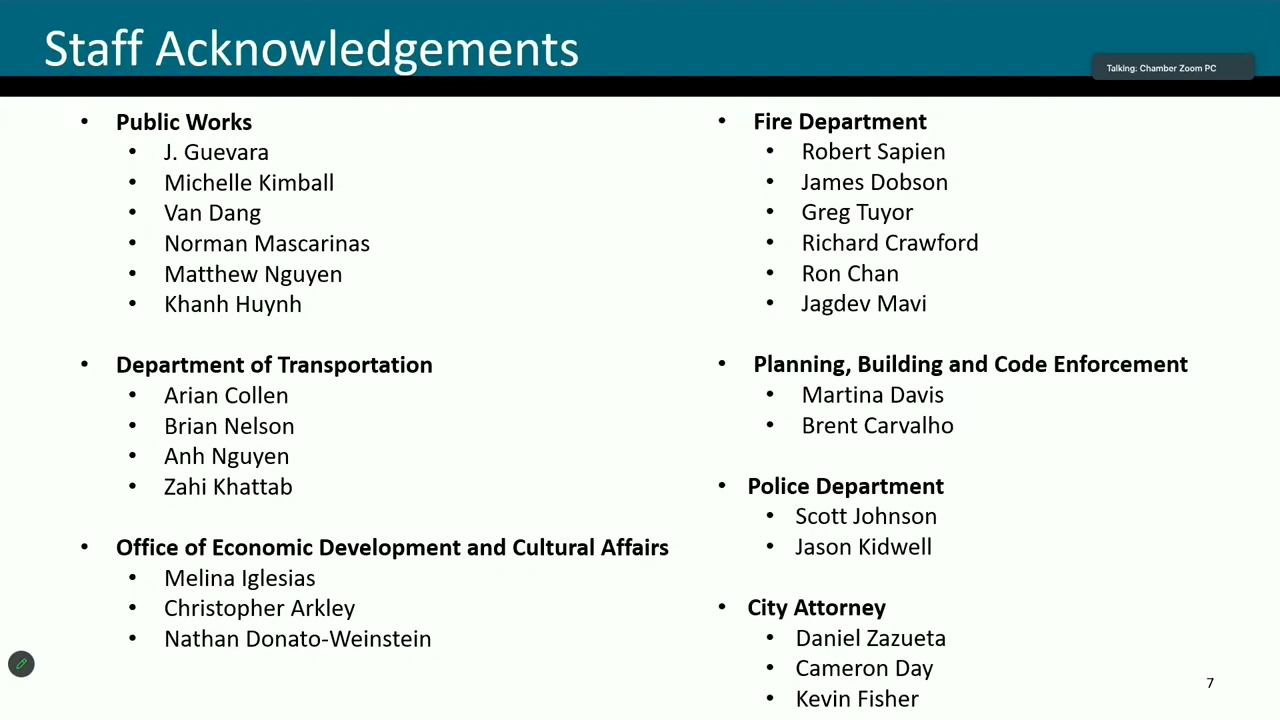 Staff Acknowledgements
Talking: Chamber Zoom PC
• Public Works
• J. Guevara
• Michelle Kimball
• Van Dang
• Norman Mascarinas
• Matthew Nguyen
• Khanh Huynh
• Department of Transportation
• Arian Collen
• Brian Nelson
• Anh Nguyen
• Zahi Khattab
• Office of Economic Development and Cultural Affairs
• Melina Iglesias
• Christopher Arkley
• Nathan Donato-Weinstein
• Fire Department
• Robert Sapien
• James Dobson
• Greg Tuyor
• Richard Crawford
• Ron Chan
• Jagdev Mavi
• Planning, Building and Code Enforcement
• Martina Davis
• Brent Carvalho
• Police Department
• Scott Johnson
• Jason Kidwell
• City Attorney
• Daniel Zazueta
• Cameron Day
• Kevin Fisher
7